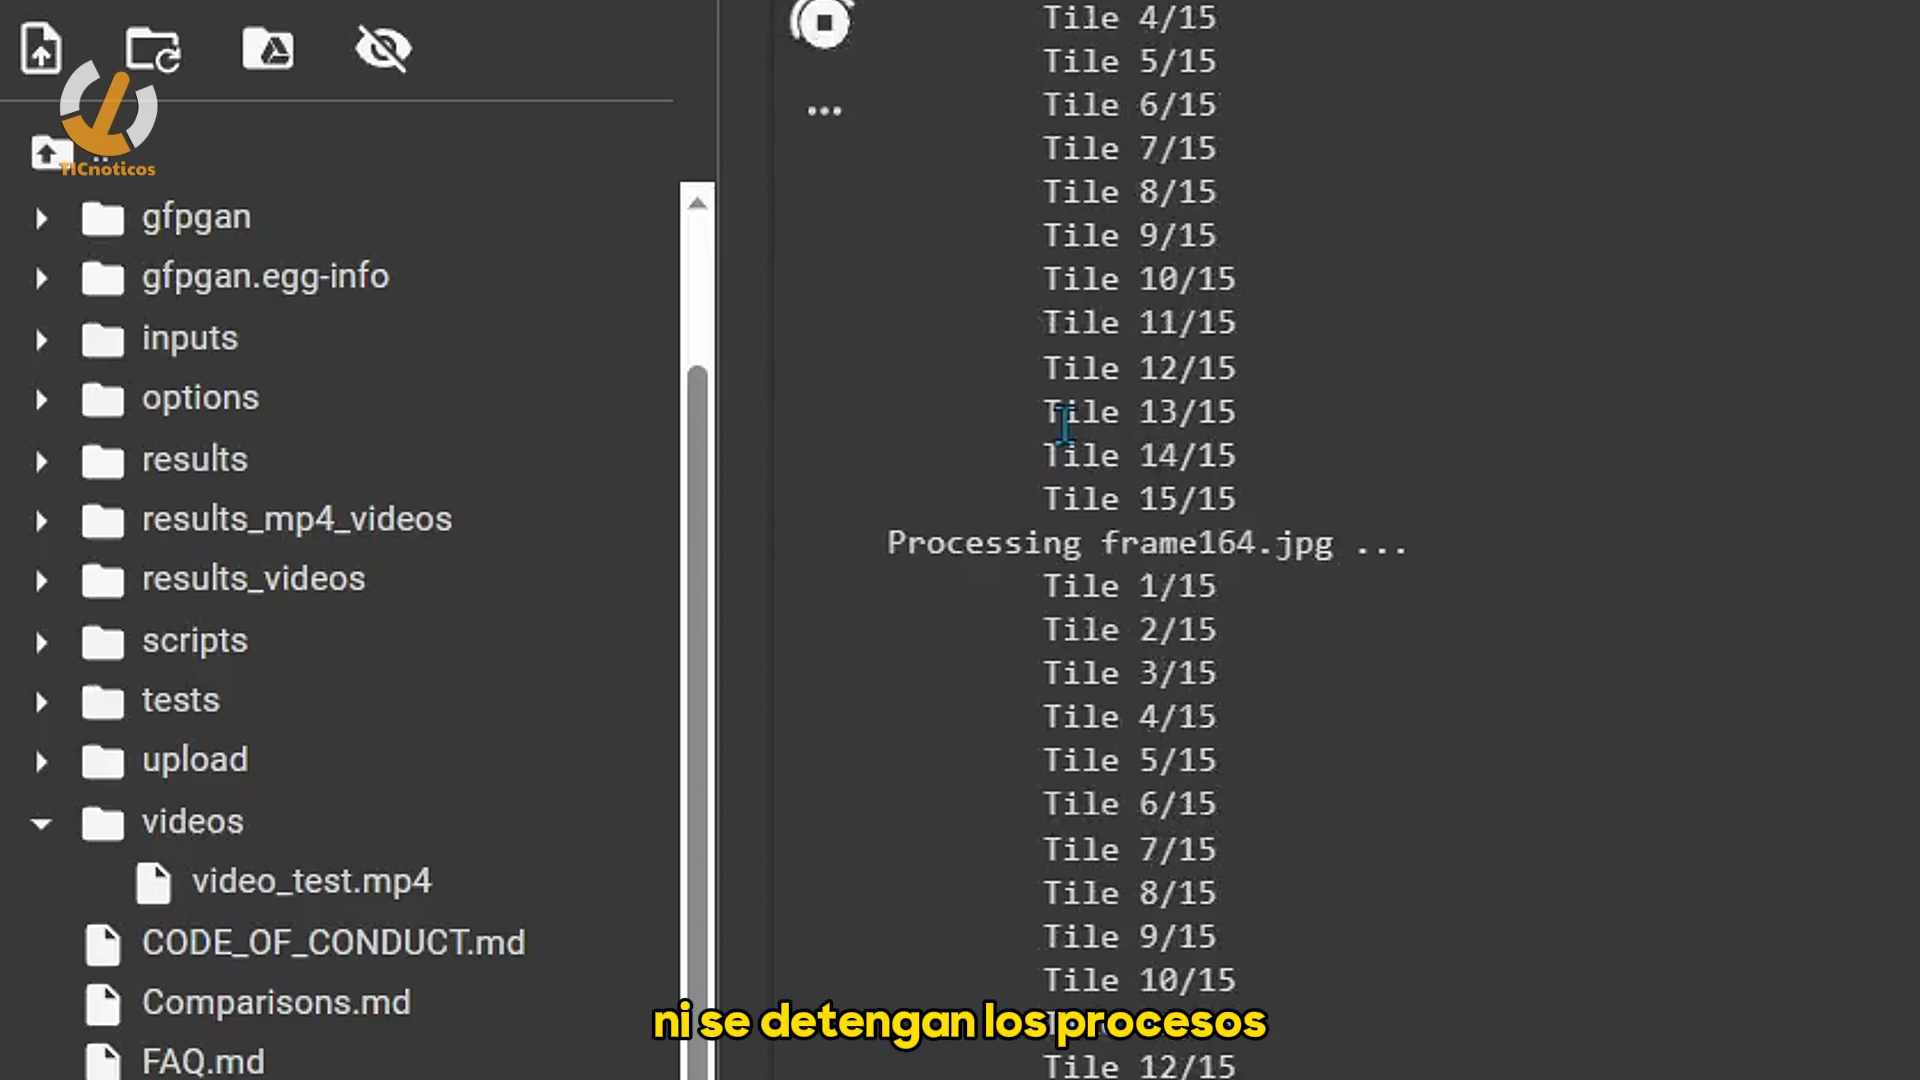 TICnoticos
..
gfpgan
gfpgan.egg-info
inputs
options
results
results_mp4_videos
results_videos
scripts
tests
upload
videos
video_test.mp4
CODE_OF_CONDUCT.md
Comparisons.md
FAQ.md
Tile 4/15
Tile 5/15
Tile 6/15
Tile 7/15
Tile 8/15
Tile 9/15
Tile 10/15
Tile 11/15
Tile 12/15
Tile 13/15
Tile 14/15
Tile 15/15
Processing frame164.jpg ...
Tile 1/15
Tile 2/15
Tile 3/15
Tile 4/15
Tile 5/15
Tile 6/15
Tile 7/15
Tile 8/15
Tile 9/15
Tile 10/15
ni se detengan los procesos
Tile 12/15